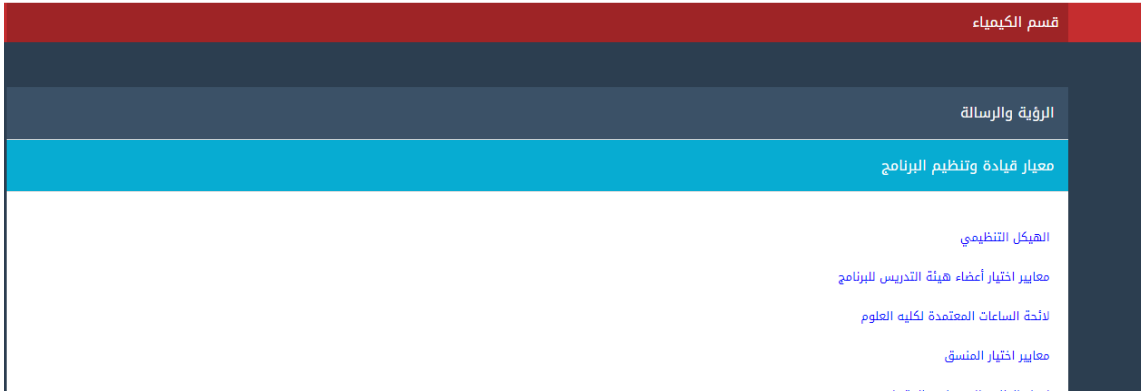 قسم الكيمياء
الرؤية والرسالة
معيار قيادة وتنظيم البرنامج
الهيكل التنظيمي
معايير اختيار أعضاء هيئة التدريس للبرنامج
لائحة الساعات المعتمدة لكليه العلوم
معايير اختيار المنسق